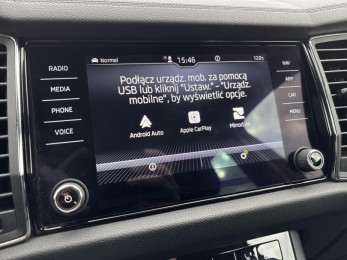 Normal
15:46
RADIO
MEDIA
PHONE
VOICE
Podłącz urządz. mob. za pomocą
USB lub kliknij "Ustaw." - "Urządz.
mobilne", by wyświetlić opcje.
Android Auto
Apple CarPlay
MirrorLink
NAV
APP
CAR
MENU